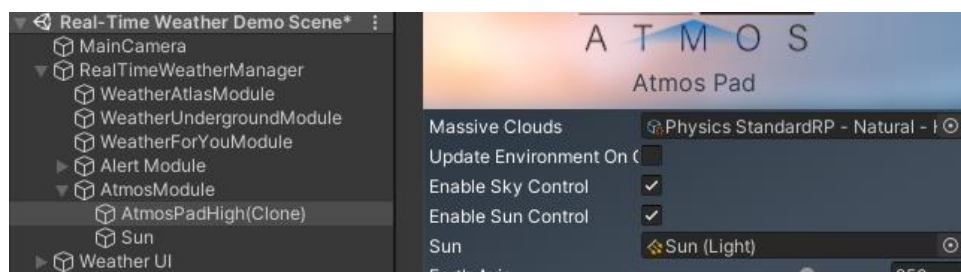 Real-Time Weather Demo Scene*
MainCamera
RealTimeWeatherManager
WeatherAtlasModule
WeatherUndergroundModule
WeatherForYouModule
Alert Module
AtmosModule
AtmosPadHigh(Clone)
Sun
Weather UI
ATMOS
Atmos Pad
Massive Clouds Physics StandardRP - Natural -
Update Environment On
Enable Sky Control
Enable Sun Control
Sun Sun (Light)